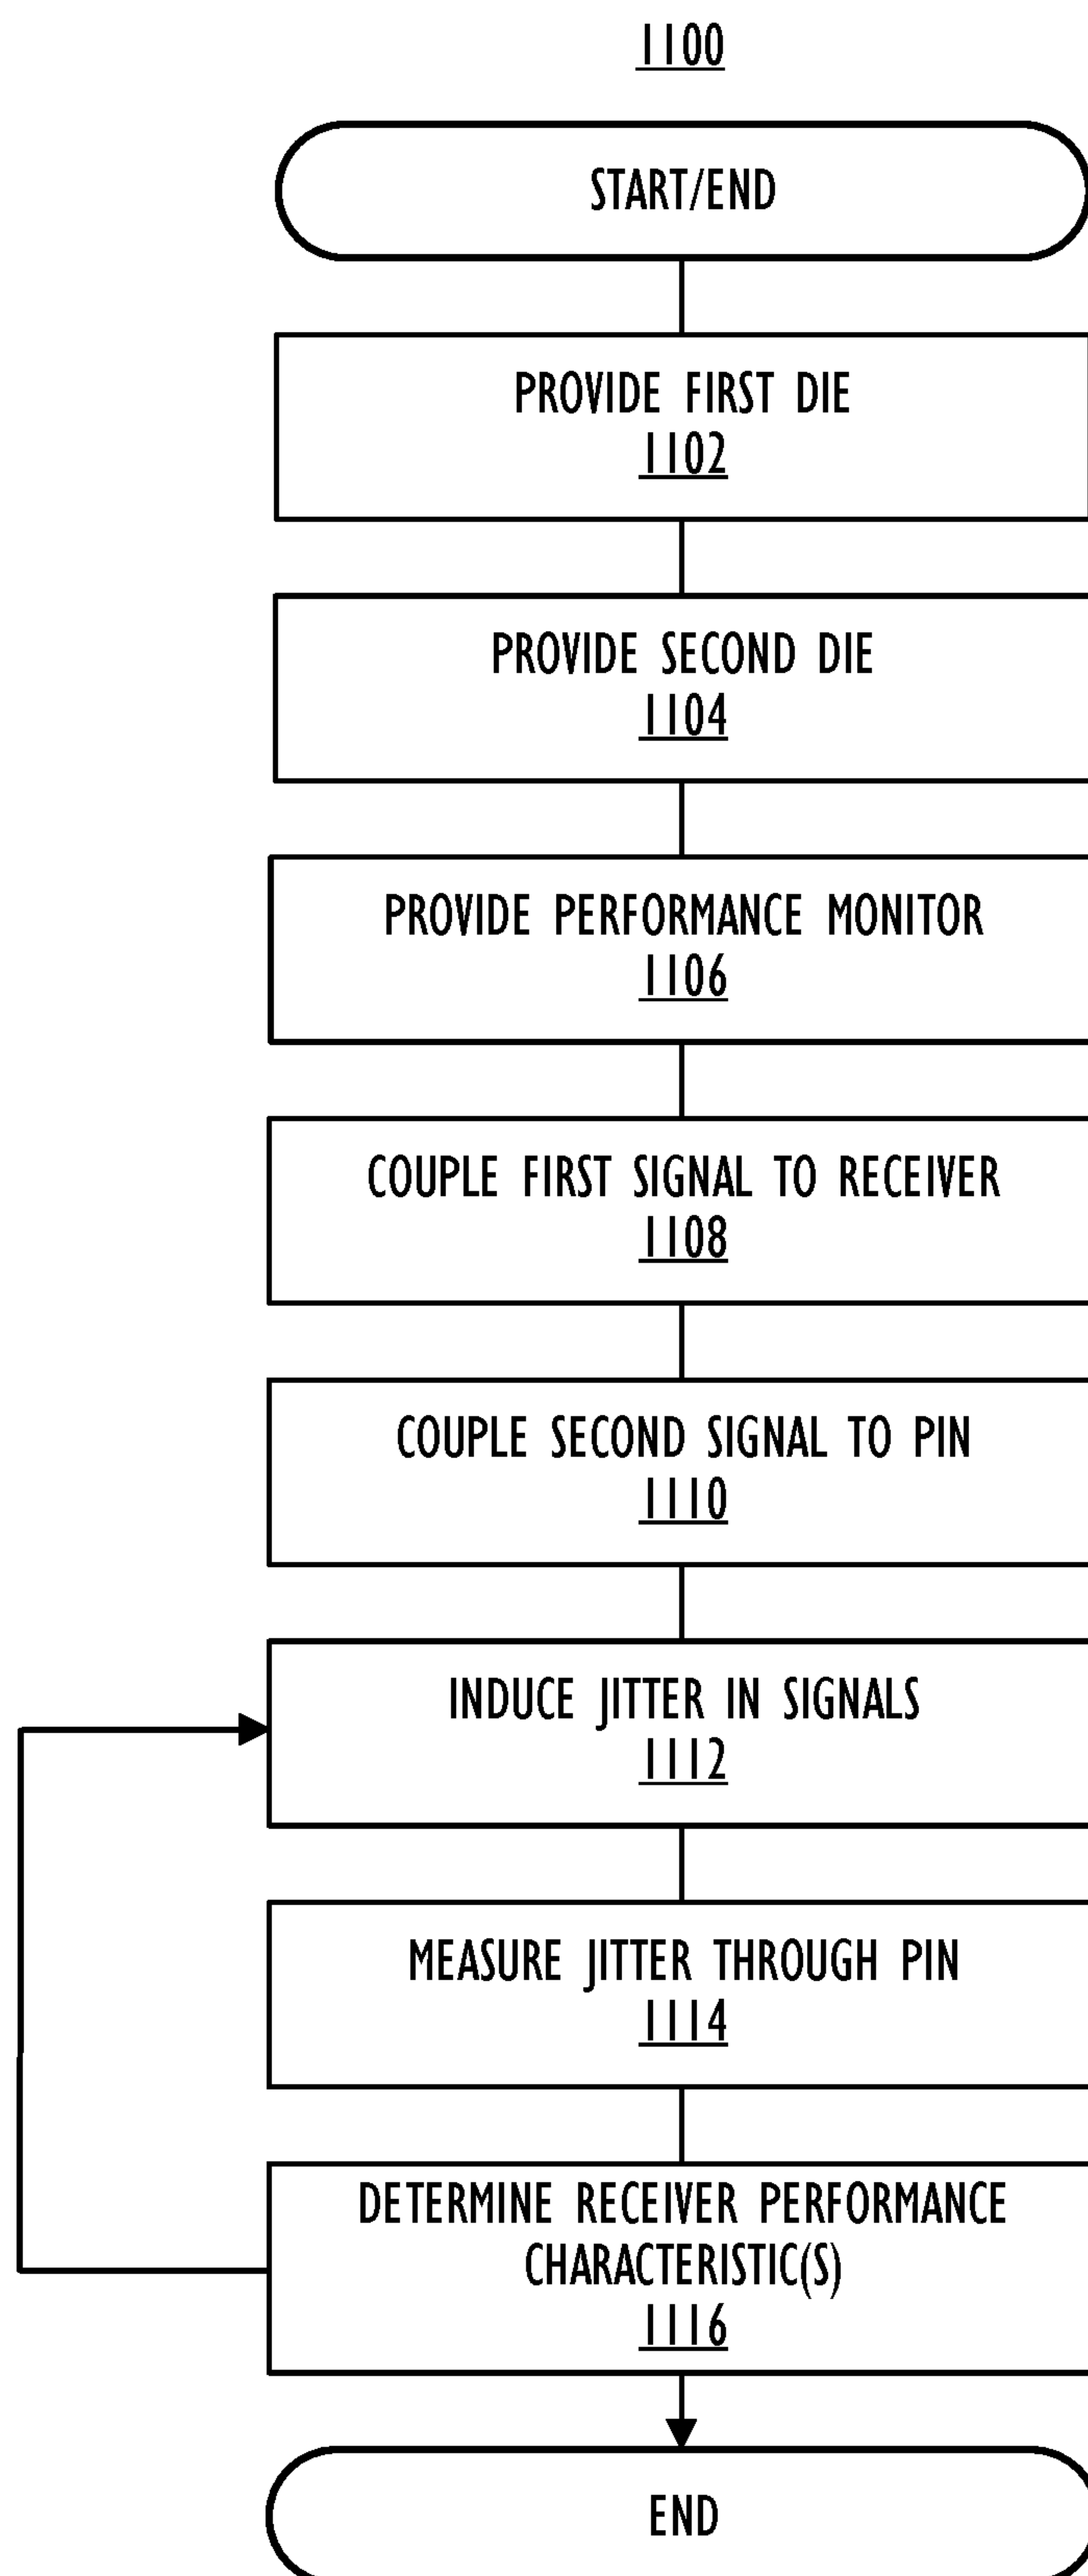 1100
START/END
PROVIDE FIRST DIE
1102
PROVIDE SECOND DIE
1104
PROVIDE PERFORMANCE MONITOR
1106
COUPLE FIRST SIGNAL TO RECEIVER
1108
COUPLE SECOND SIGNAL TO PIN
1110
INDUCE JITTER IN SIGNALS
1112
MEASURE JITTER THROUGH PIN
1114
DETERMINE RECEIVER PERFORMANCE
CHARACTERISTIC(S)
1116
END